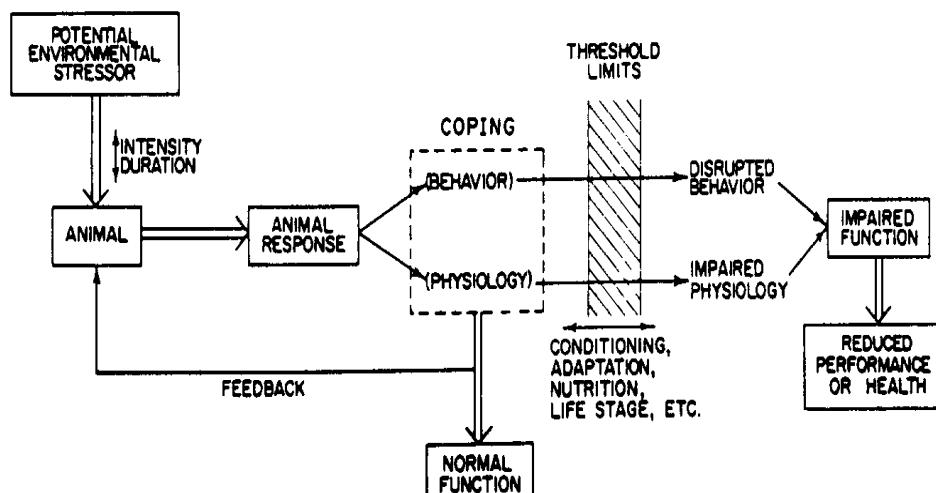 POTENTIAL
ENVIRONMENTAL
STRESSOR
INTENSITY
DURATION
ANIMAL
ANIMAL
RESPONSE
COPING
(BEHAVIOR)
(PHYSIOLOGY)
THRESHOLD
LIMITS
DISRUPTED
BEHAVIOR
IMPAIRED
PHYSIOLOGY
IMPAIRED
FUNCTION
REDUCED
PERFORMANCE
OR HEALTH
CONDITIONING,
ADAPTATION,
NUTRITION,
LIFE STAGE, ETC.
FEEDBACK
NORMAL
FUNCTION